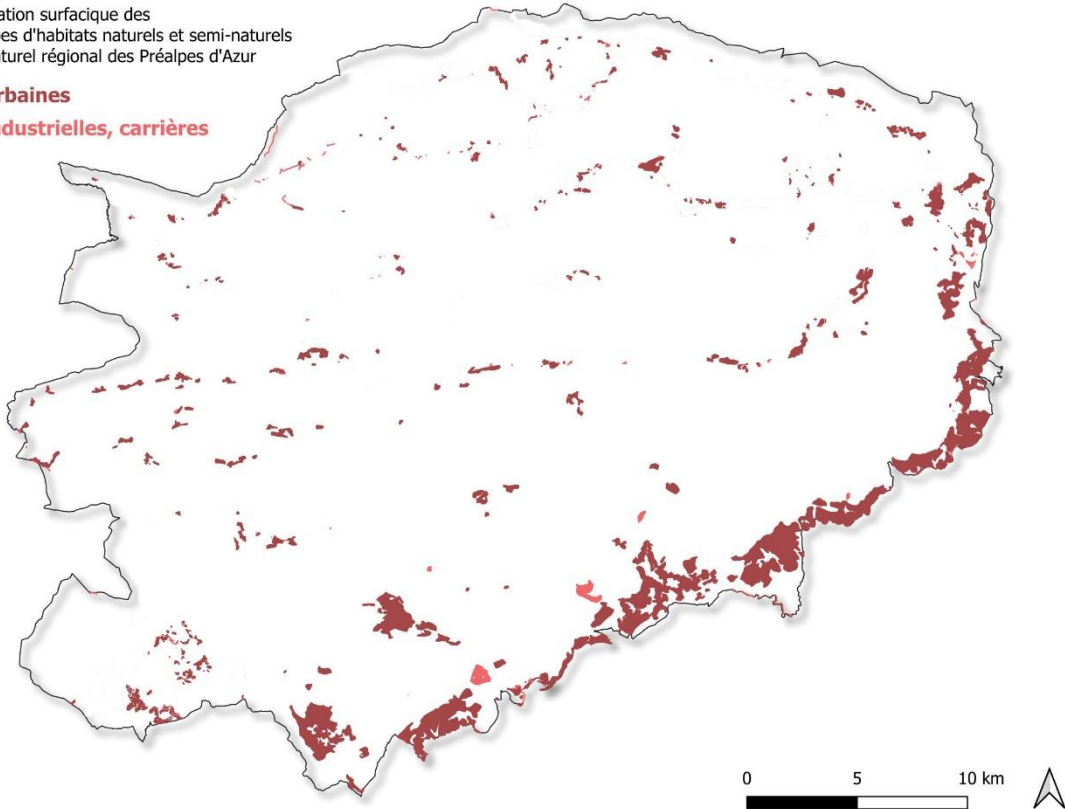 ation surfacique des
es d'habitats naturels et semi-naturels
turel régional des Préalpes d'Azur
rbaines
dustrielles, carrières
0 5 10 km